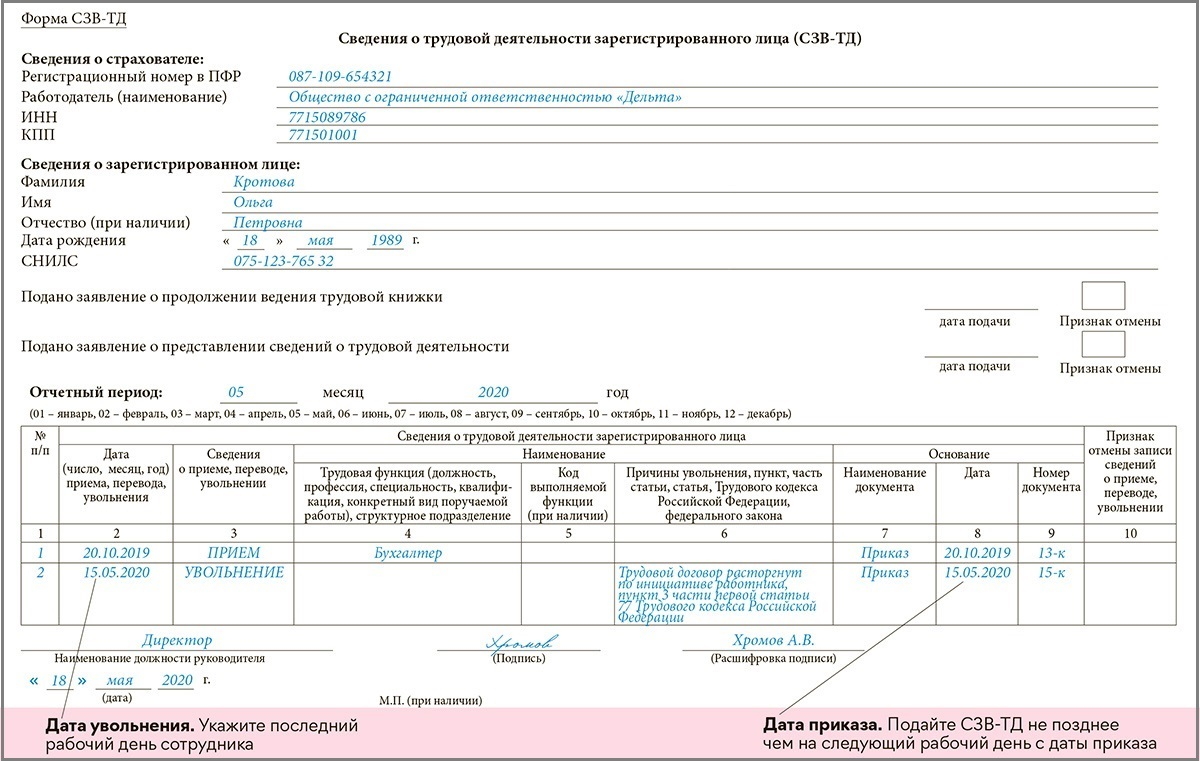 Форма СЗВ-ТД
Сведения о трудовой деятельности зарегистрированного лица (СЗВ-ТД)
Сведения о страхователе:
Регистрационный номер в ПФР 087-109-654321
Работодатель (наименование) Общество с ограниченной ответственностью «Дельта»
ИНН 7715089786
КПП 771501001
Сведения о зарегистрированном лице:
Фамилия Кротова
Имя Ольга
Отчество (при наличии) Петровна
Дата рождения « 18 » мая 1989 г.
СНИЛС 075-123-765 32
Подано заявление о продолжении ведения трудовой книжки
дата подачи Признак отмены
Подано заявление о представлении сведений о трудовой деятельности
дата подачи Признак отмены
Отчетный период: 05 месяц 2020 год
(01 – январь, 02 – февраль, 03 – март, 04 – апрель, 05 – май, 06 – июнь, 07 – июль, 08 – август, 09 – сентябрь, 10 – октябрь, 11 – ноябрь, 12 – декабрь)
№
п/п
Сведения о трудовой деятельности зарегистрированного лица
Дата
(число, месяц, год)
приема, перевода,
увольнения
Сведения
о приеме, переводе,
увольнении
Наименование
Трудовая функция (должность,
профессия, специальность, квалифи-
кация, конкретный вид поручаемой
работы), структурное подразделение
Код
выполняемой
функции
(при наличии)
Причины увольнения, пункт, часть
статьи, статья, Трудового кодекса
Российской Федерации,
федерального закона
Основание
Наименование
документа
Дата
Номер
документа
Признак
отмены записи
сведений
о приеме,
переводе,
увольнении
1 2 3 4 5 6 7 8 9 10
1 20.10.2019 ПРИЕМ Бухгалтер Приказ 20.10.2019 13-к
2 15.05.2020 УВОЛЬНЕНИЕ Трудовой договор расторгнут Приказ 15.05.2020 15-к
по инициативе работника,
пункт 3 части первой статьи
77 Трудового кодекса Российской
Федерации
Директор Хромов Хромов А.В.
Наименование должности руководителя (Подпись) (Расшифровка подписи)
« 18 » мая 2020 г.
(дата) М.П. (при наличии)
Дата увольнения. Укажите последний
рабочий день сотрудника
Дата приказа. Подайте СЗВ-ТД не позднее
чем на следующий рабочий день с даты приказа